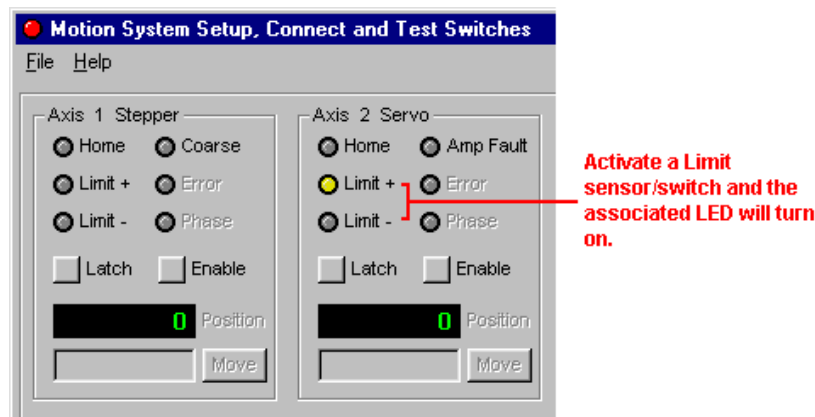 Motion System Setup, Connect and Test Switches
File Help
Axis 1 Stepper
Home Coarse
Limit + Error
Limit - Phase
Latch Enable
0 Position
Move
Axis 2 Servo
Home Amp Fault
Limit + Error
Limit - Phase
Latch Enable
0 Position
Move
Activate a Limit
sensor/switch and the
associated LED will turn
on.